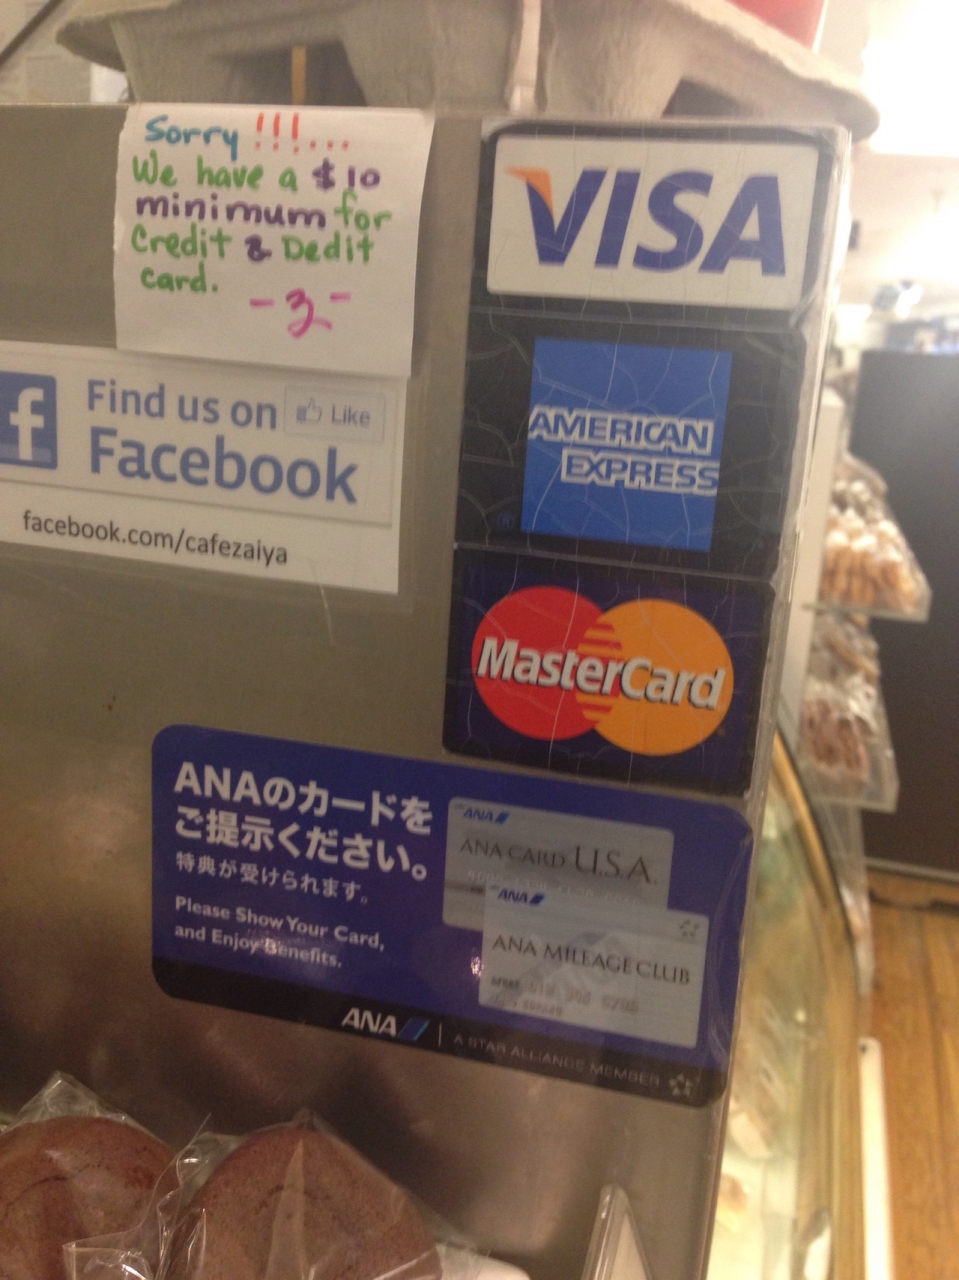 Sorry !!!...
We have a $10
minimum for
Credit & Dedit
card.
-3-
f
Find us on
Like
Facebook
facebook.com/cafezaiya
VISA
AMERICAN
EXPRESS
MasterCard
ANAのカードを
ご提示ください。
特典が受けられます。
Please Show Your Card,
and Enjoy Benefits.
ANA
ANA CARD U.S.A.
ANA
ANA MILEAGE CLUB
ANA
A STAR ALLIANCE MEMBER